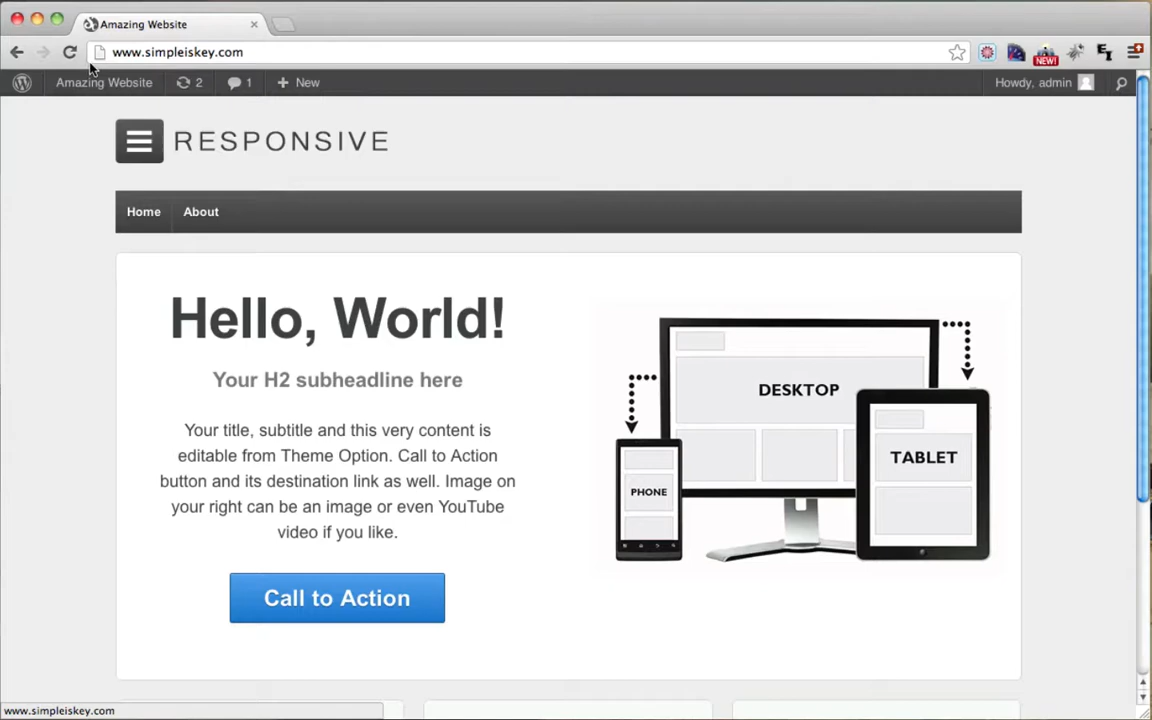 Amazing Website
www.simpleiskey.com
NEW!
Amazing Website 2 1 New Howdy, admin
RESPONSIVE
Home About
Hello, World!
Your H2 subheadline here
Your title, subtitle and this very content is
editable from Theme Option. Call to Action
button and its destination link as well. Image on
your right can be an image or even YouTube
video if you like.
Call to Action
DESKTOP
TABLET
PHONE
www.simpleiskey.com